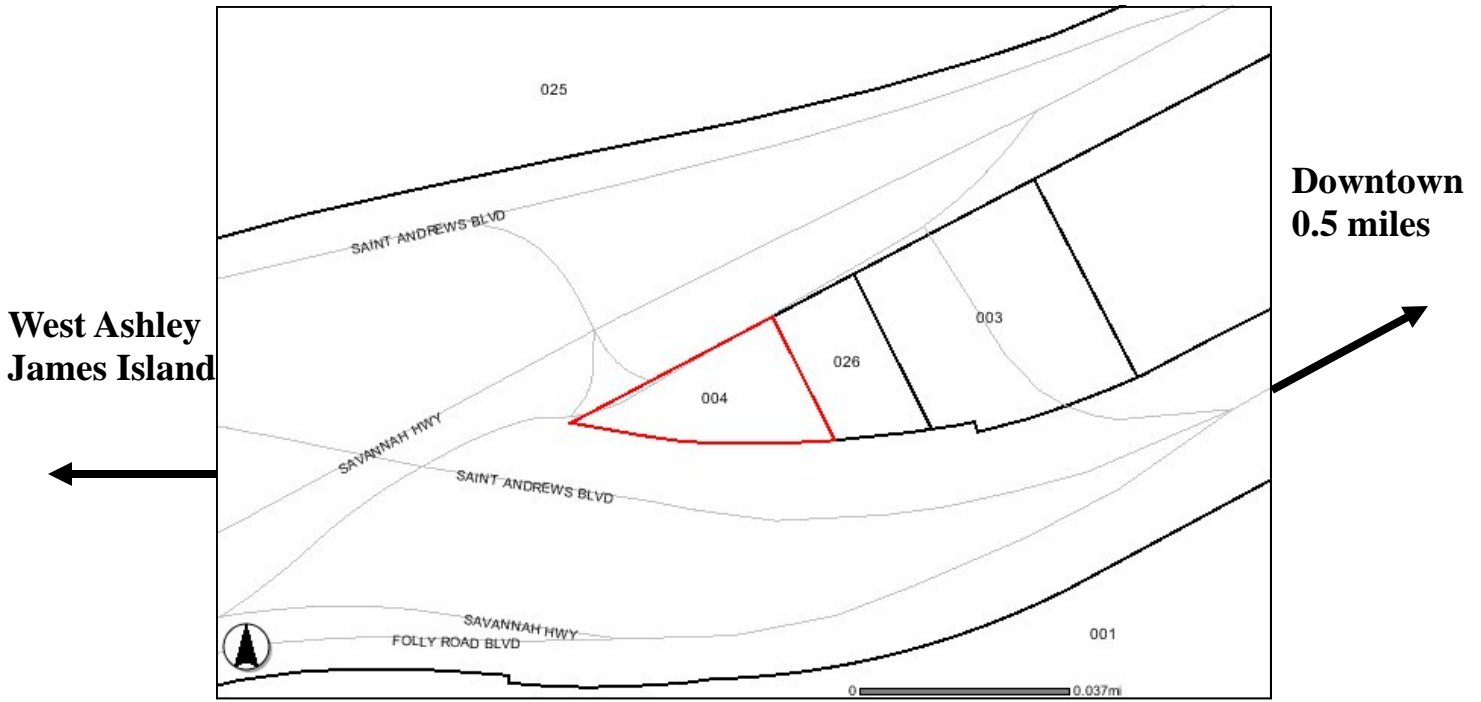 025
Downtown
0.5 miles
SAINT ANDREWS BLVD
West Ashley
James Island
003
026
004
SAVANNAH HWY
SAINT ANDREWS BLVD
SAVANNAH HWY
FOLLY ROAD BLVD
001
0 0.037mi